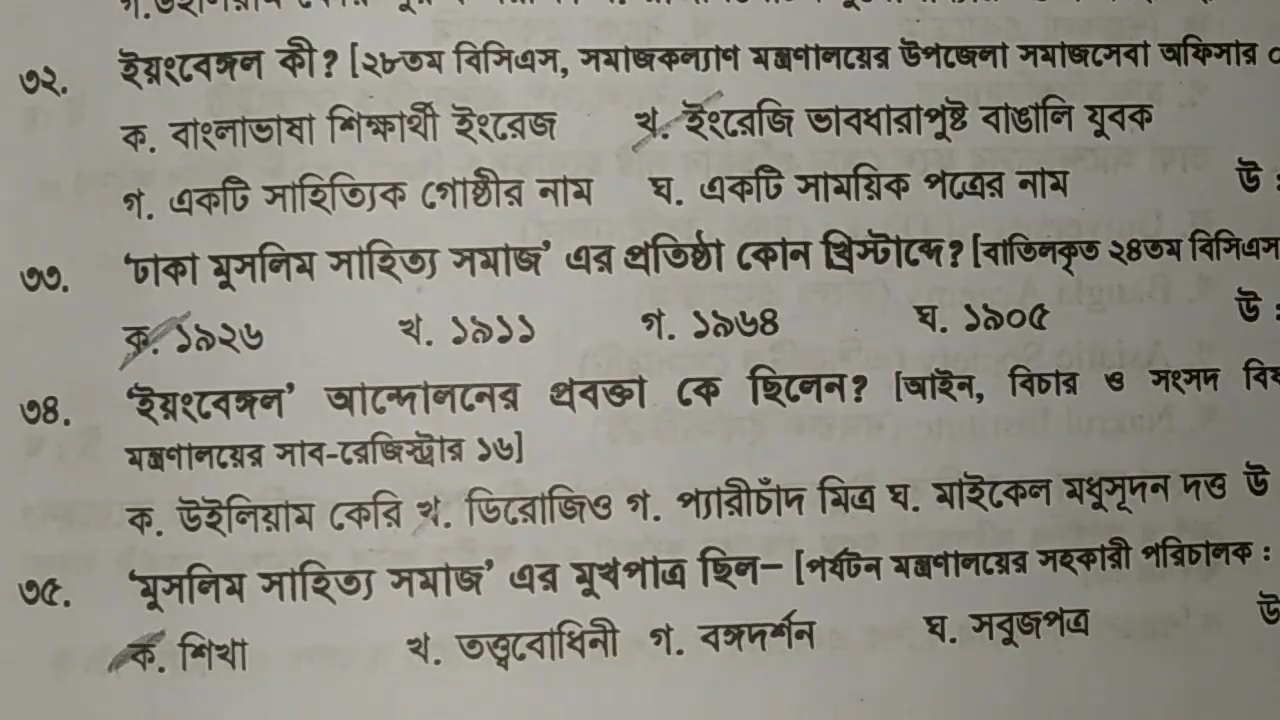 ৩২. ইয়ংবেঙ্গল কী? [২৮তম বিসিএস, সমাজকল্যাণ মন্ত্রণালয়ের উপজেলা সমাজসেবা অফিসার
ক. বাংলাভাষা শিক্ষার্থী ইংরেজ খ. ইংরেজি ভাবধারাপুষ্ট বাঙালি যুবক
গ. একটি সাহিত্যিক গোষ্ঠীর নাম ঘ. একটি সাময়িক পত্রের নাম উ :
৩৩. 'ঢাকা মুসলিম সাহিত্য সমাজ' এর প্রতিষ্ঠা কোন খ্রিস্টাব্দে? [বাতিলকৃত ২৪তম বিসিএস
ক. ১৯২৬ খ. ১৯১১ গ. ১৯৬৪ ঘ. ১৯০৫ উ :
৩৪. 'ইয়ংবেঙ্গল' আন্দোলনের প্রবক্তা কে ছিলেন? [আইন, বিচার ও সংসদ
মন্ত্রণালয়ের সাব-রেজিস্ট্রার ১৬]
ক. উইলিয়াম কেরি খ. ডিরোজিও গ. প্যারীচাঁদ মিত্র ঘ. মাইকেল মধুসূদন দত্ত উ
৩৫. 'মুসলিম সাহিত্য সমাজ' এর মুখপাত্র ছিল– [পর্যটন মন্ত্রণালয়ের সহকারী পরিচালক :
ক. শিখা খ. তত্ত্ববোধিনী গ. বঙ্গদর্শন ঘ. সবুজপত্র উ